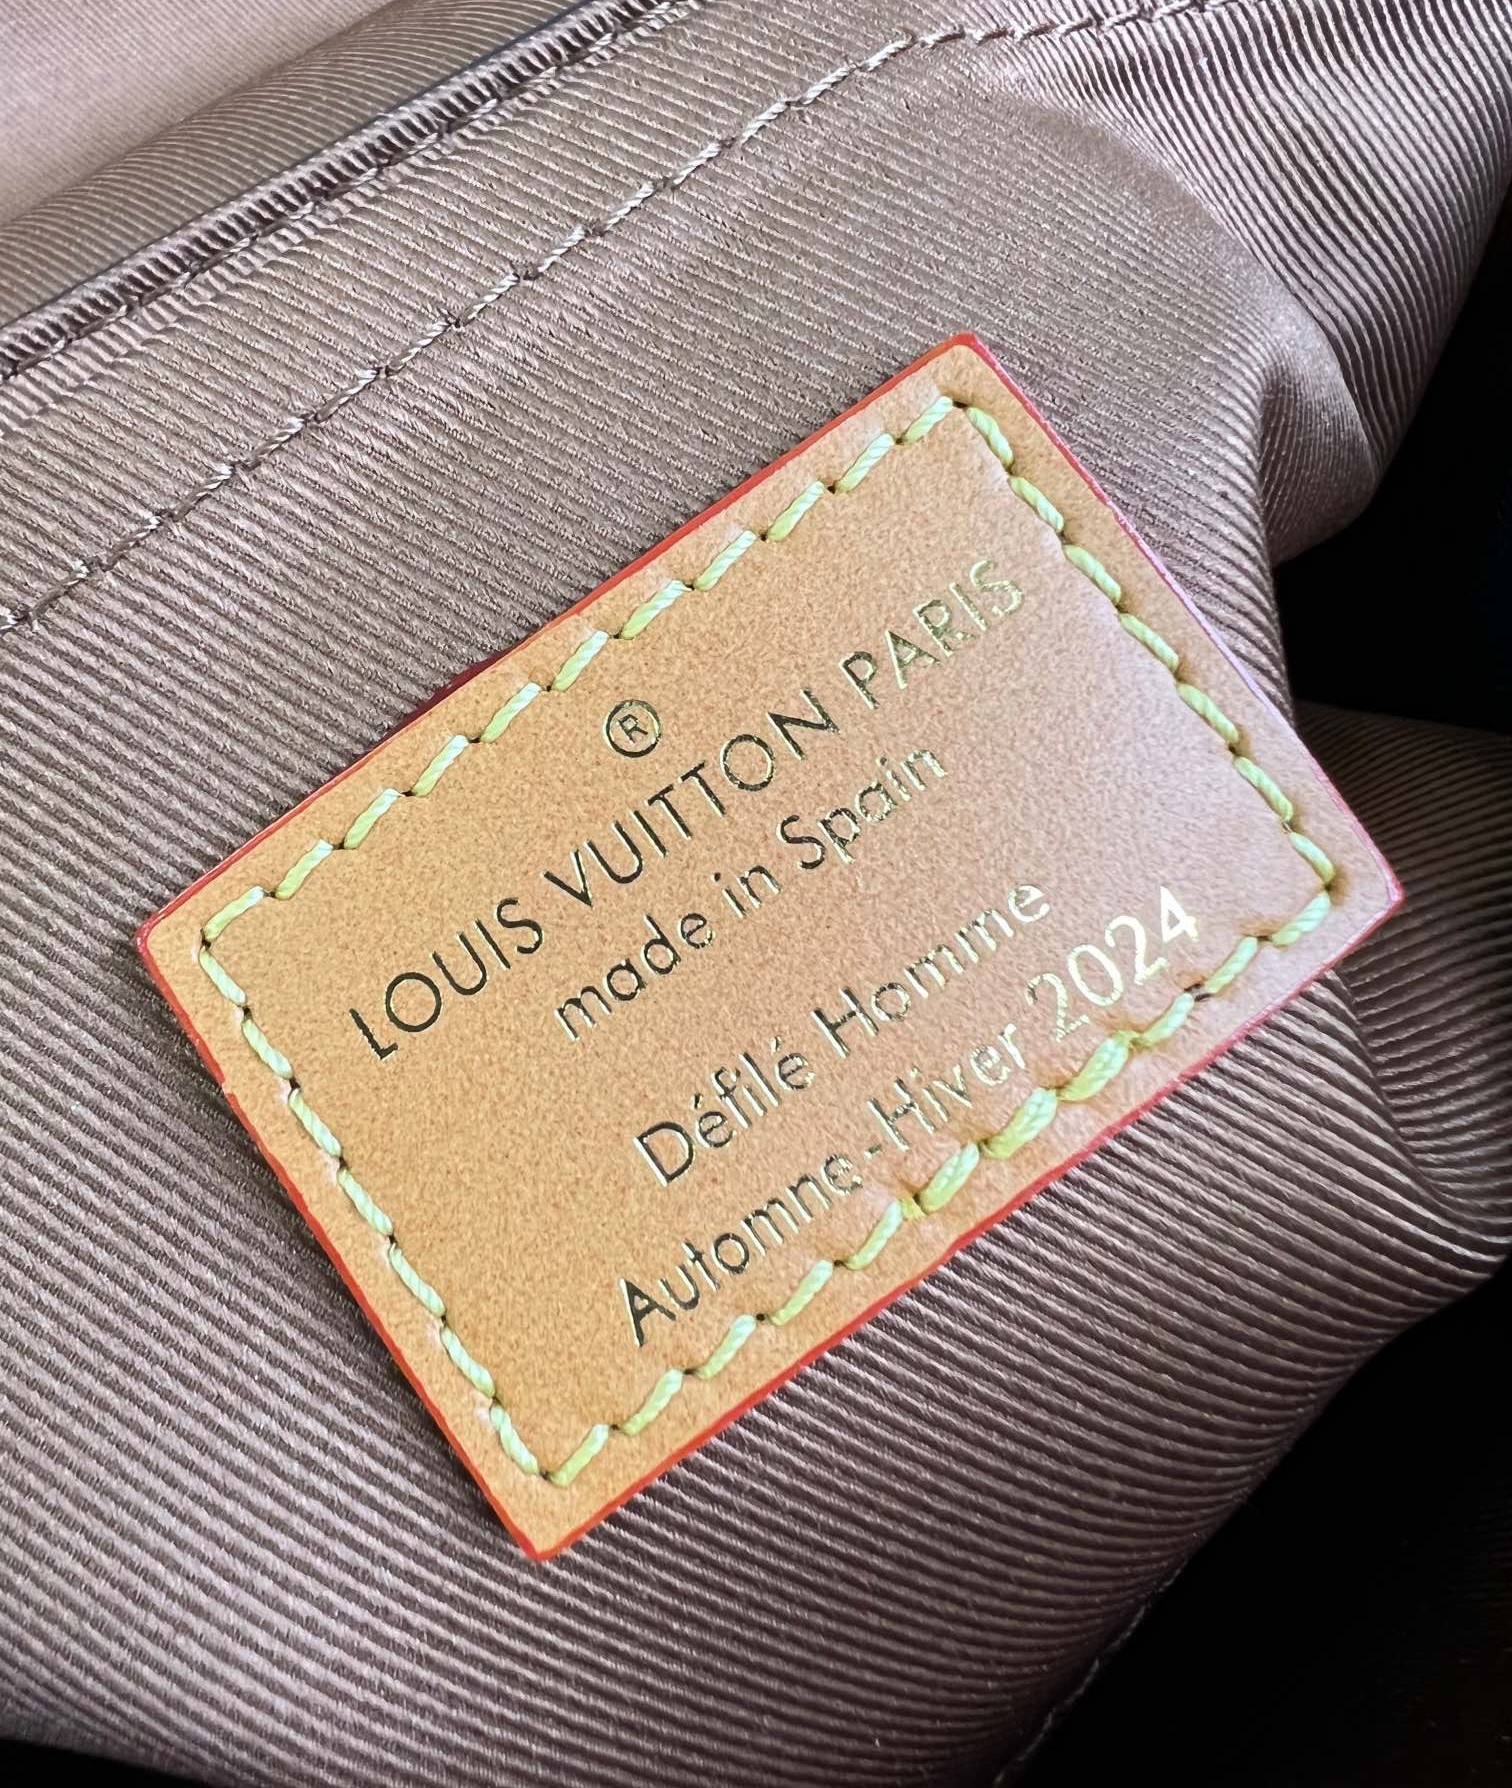 ®
LOUIS VUITTON PARIS
made in Spain
Défilé Homme
Automne-Hiver 2024